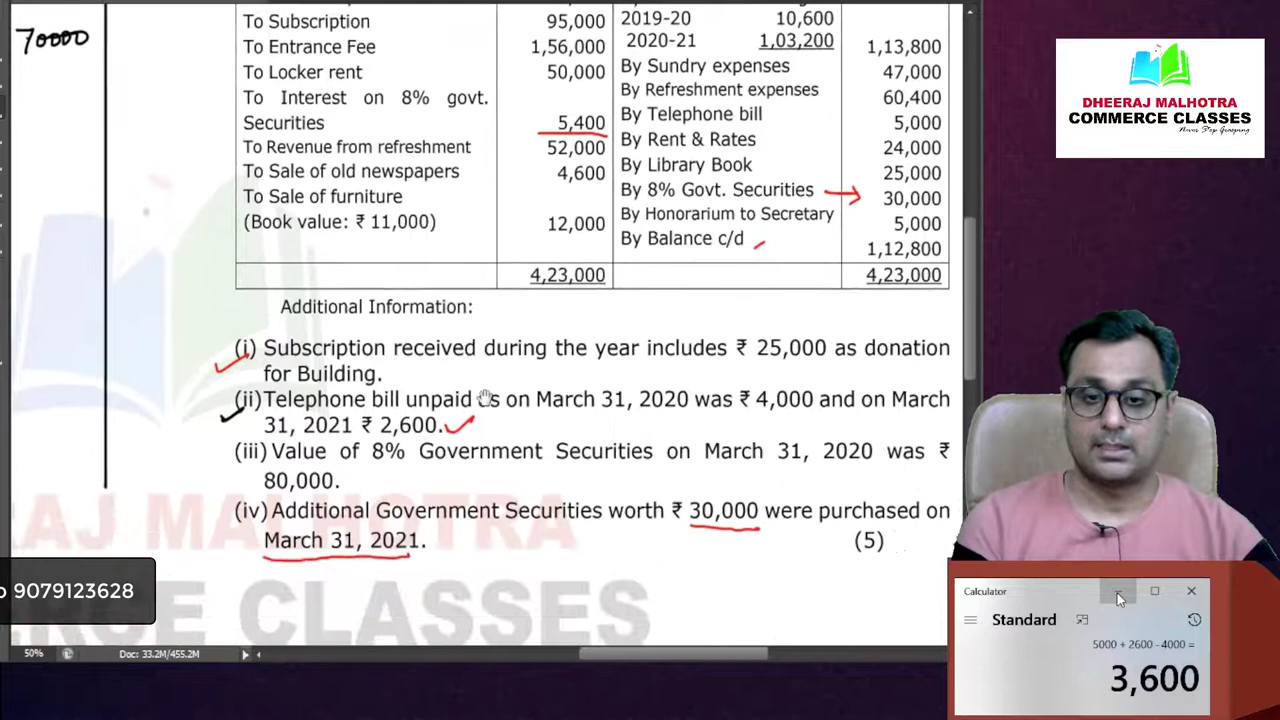 70000
To Subscription 95,000 2019-20 10,600
To Entrance Fee 1,56,000 2020-21 1,03,200 1,13,800
To Locker rent 50,000 By Sundry expenses 47,000
To Interest on 8% govt. By Refreshment expenses 60,400
Securities 5,400 By Telephone bill 5,000
To Revenue from refreshment 52,000 By Rent & Rates 24,000
To Sale of old newspapers 4,600 By Library Book 25,000
To Sale of furniture By 8% Govt. Securities 30,000
(Book value: ₹ 11,000) 12,000 By Honorarium to Secretary 5,000
By Balance c/d 1,12,800
4,23,000 4,23,000
Additional Information:
(i) Subscription received during the year includes ₹ 25,000 as donation
for Building.
(ii) Telephone bill unpaid as on March 31, 2020 was ₹ 4,000 and on March
31, 2021 ₹ 2,600.
(iii) Value of 8% Government Securities on March 31, 2020 was ₹
80,000.
(iv) Additional Government Securities worth ₹ 30,000 were purchased on
March 31, 2021. (5)
DHEERAJ MALHOTRA
COMMERCE CLASSES
Never Stop Growing
AJ MALHOTRA
ERCE CLASSES
o 9079123628
50% Doc: 33.2M/455.2M
Calculator
Standard
5000 + 2600 - 4000 =
3,600